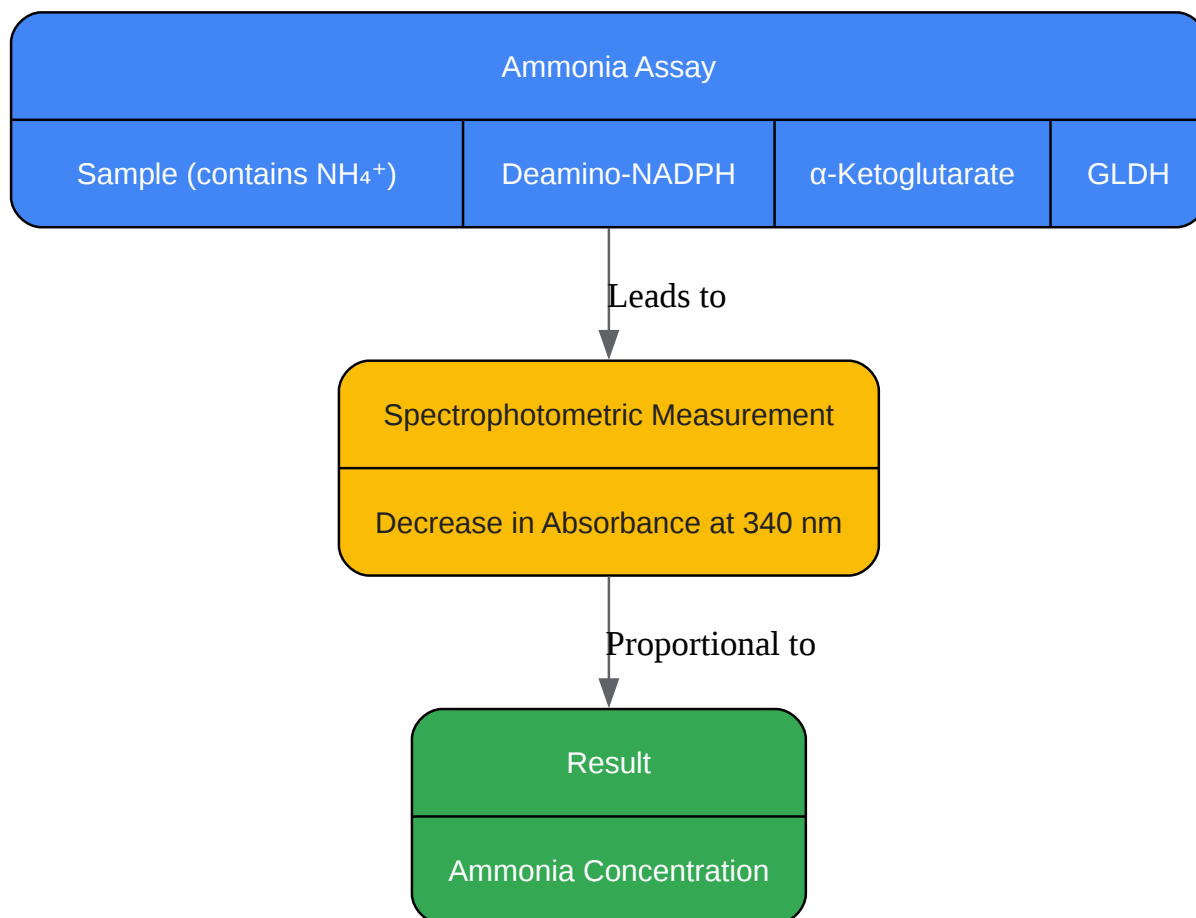 Ammonia Assay
Sample (contains NH₄⁺) Deamino-NADPH α-Ketoglutarate GLDH
Leads to
Spectrophotometric Measurement
Decrease in Absorbance at 340 nm
Proportional to
Result
Ammonia Concentration